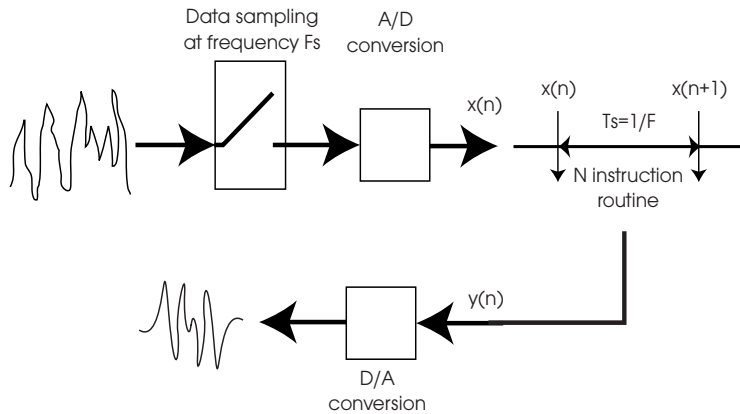 Data sampling
at frequency Fs
A/D
conversion
x(n)
x(n)
x(n+1)
Ts=1/F
N instruction
routine
y(n)
D/A
conversion